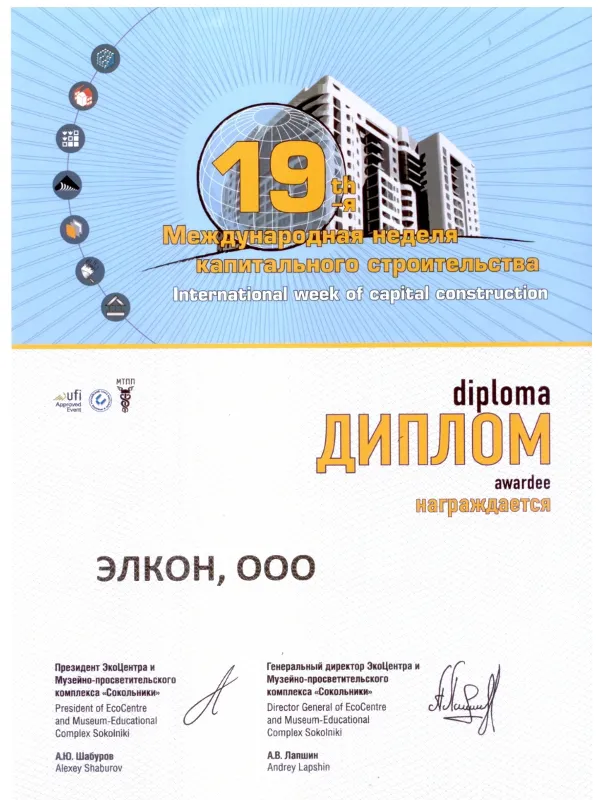 19th
-я
Международная неделя
капитального строительства
International week of capital construction
ufi
Approved
Event
МТПП
diploma
ДИПЛОМ
awardee
награждается
ЭЛКОН, ООО
Президент ЭкоЦентра и
Музейно-просветительского
комплекса «Сокольники»
President of EcoCentre
and Museum-Educational
Complex Sokolniki
А.Ю. Шабуров
Alexey Shaburov
Генеральный директор ЭкоЦентра и
Музейно-просветительского
комплекса «Сокольники»
Director General of EcoCentre
and Museum-Educational
Complex Sokolniki
А.В. Лапшин
Andrey Lapshin